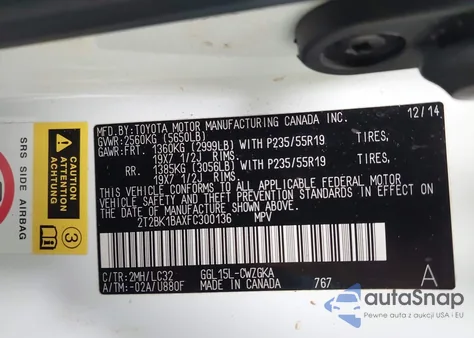 MFD.BY:TOYOTA MOTOR MANUFACTURING CANADA INC. 12/14
GVWR:2560KG (5650LB)
GAWR:FRT. 1360KG (2999LB) WITH P235/55R19 TIRES,
19X7 1/2J RIMS.
RR. 1385KG (3056LB) WITH P235/55R19 TIRES,
19X7 1/2J RIMS.
THIS VEHICLE CONFORMS TO ALL APPLICABLE FEDERAL MOTOR
VEHICLE SAFETY AND THEFT PREVENTION STANDARDS IN EFFECT ON
THE DATE OF MANUFACTURE SHOWN ABOVE.
2T2BK1BAXFC300136 MPV
C/TR:2MH/LC32 GGL15L-CWZGKA A
A/TM:-02A/U880F MADE IN CANADA 767
SRS SIDE AIRBAG
3
autoSnap
Pewne auta z aukcji USA i EU